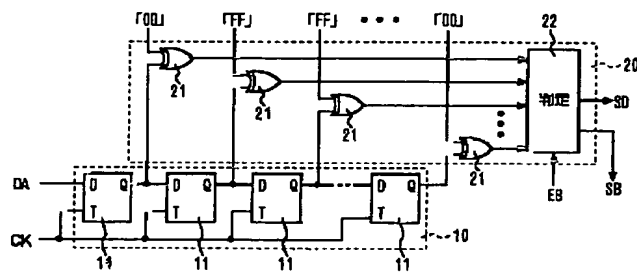 「00」 「FF」 「FF」 ••• 「00」
22
20
21
21
21
21
判定
SD
SB
EB
DA
CK
D Q
T
D Q
T
D Q
T
D Q
T
10
11 11 11 11